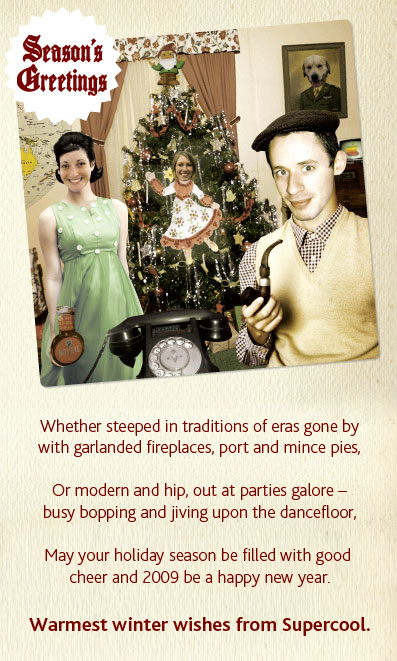 Season's
Greetings
Whether steeped in traditions of eras gone by
with garlanded fireplaces, port and mince pies,
Or modern and hip, out at parties galore –
busy bopping and jiving upon the dancefloor,
May your holiday season be filled with good
cheer and 2009 be a happy new year.
Warmest winter wishes from Supercool.